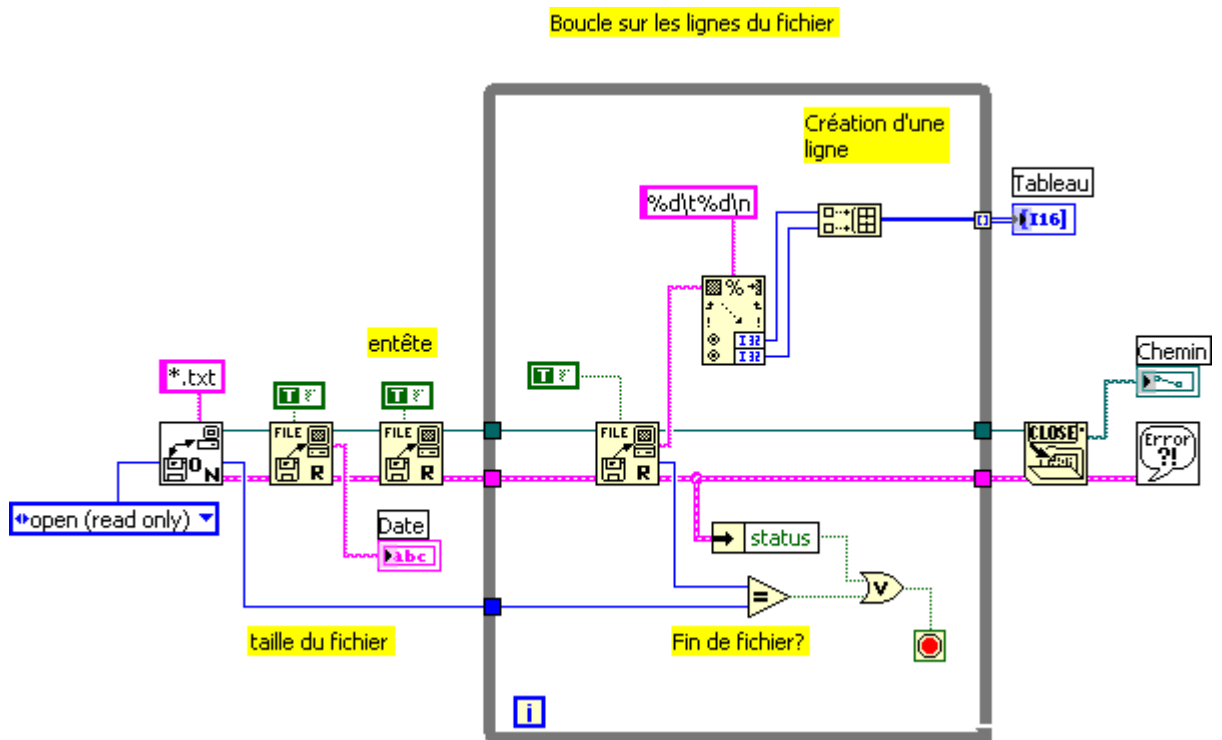 Boucle sur les lignes du fichier
Création d'une
ligne
Tableau
%d\t%d\n
[I16]
%
!
!
I32
I32
entête
Chemin
*.txt
T
T
T
FILE
R
FILE
R
FILE
R
CLOSE
Error
?!
ON
open (read only)
Date
abc
status
V
=
taille du fichier
Fin de fichier?
i